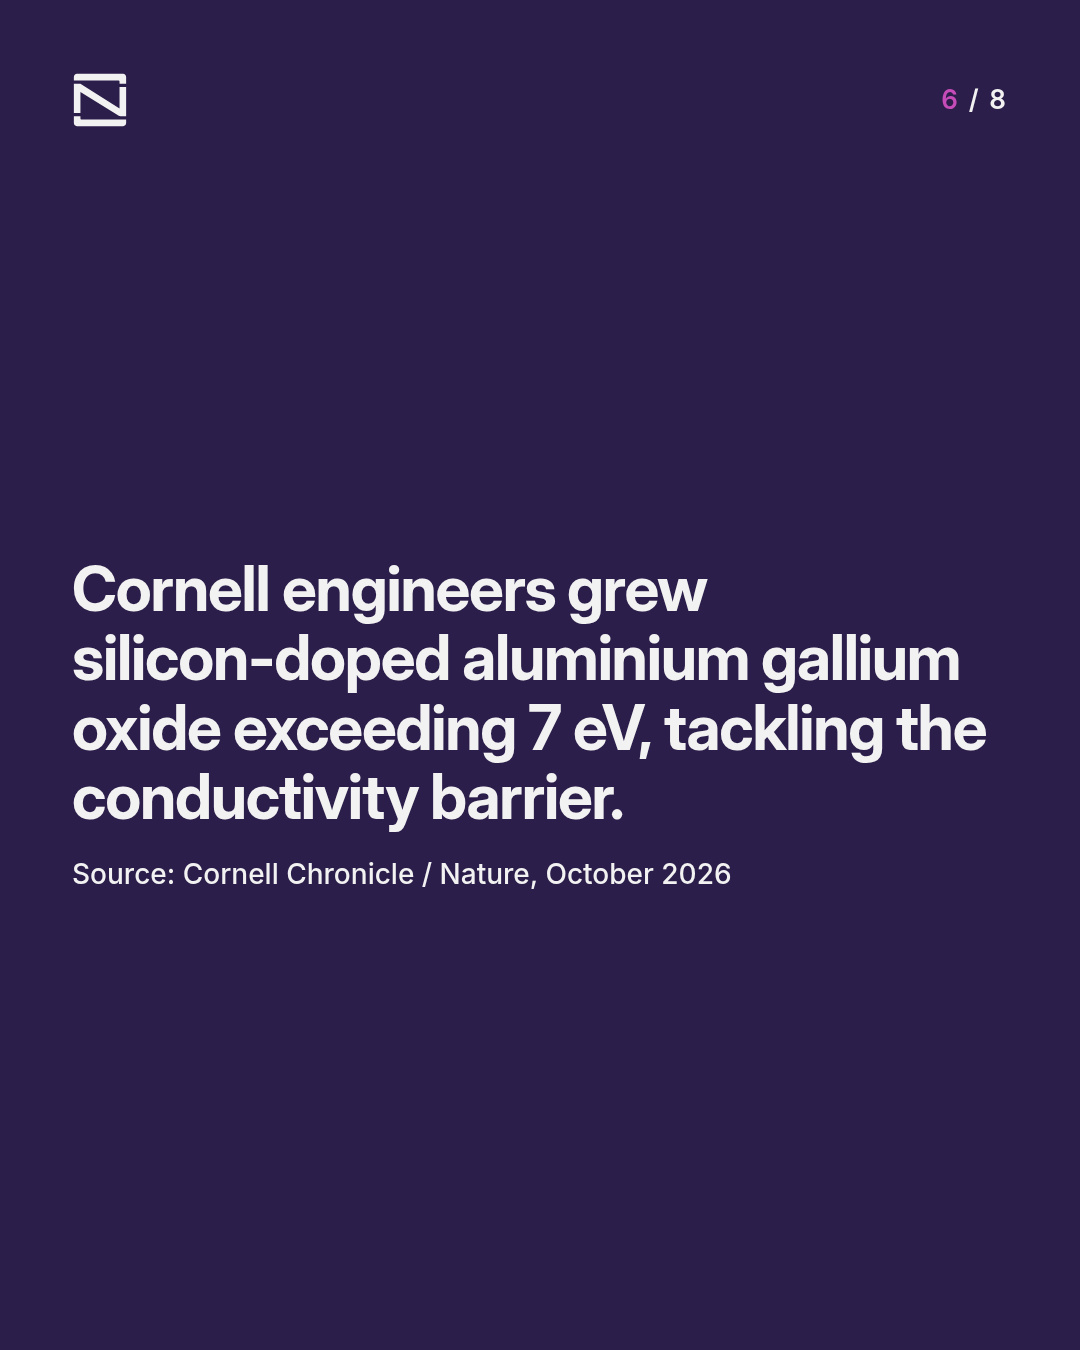 6 / 8
Cornell engineers grew
silicon-doped aluminium gallium
oxide exceeding 7 eV, tackling the
conductivity barrier.
Source: Cornell Chronicle / Nature, October 2026